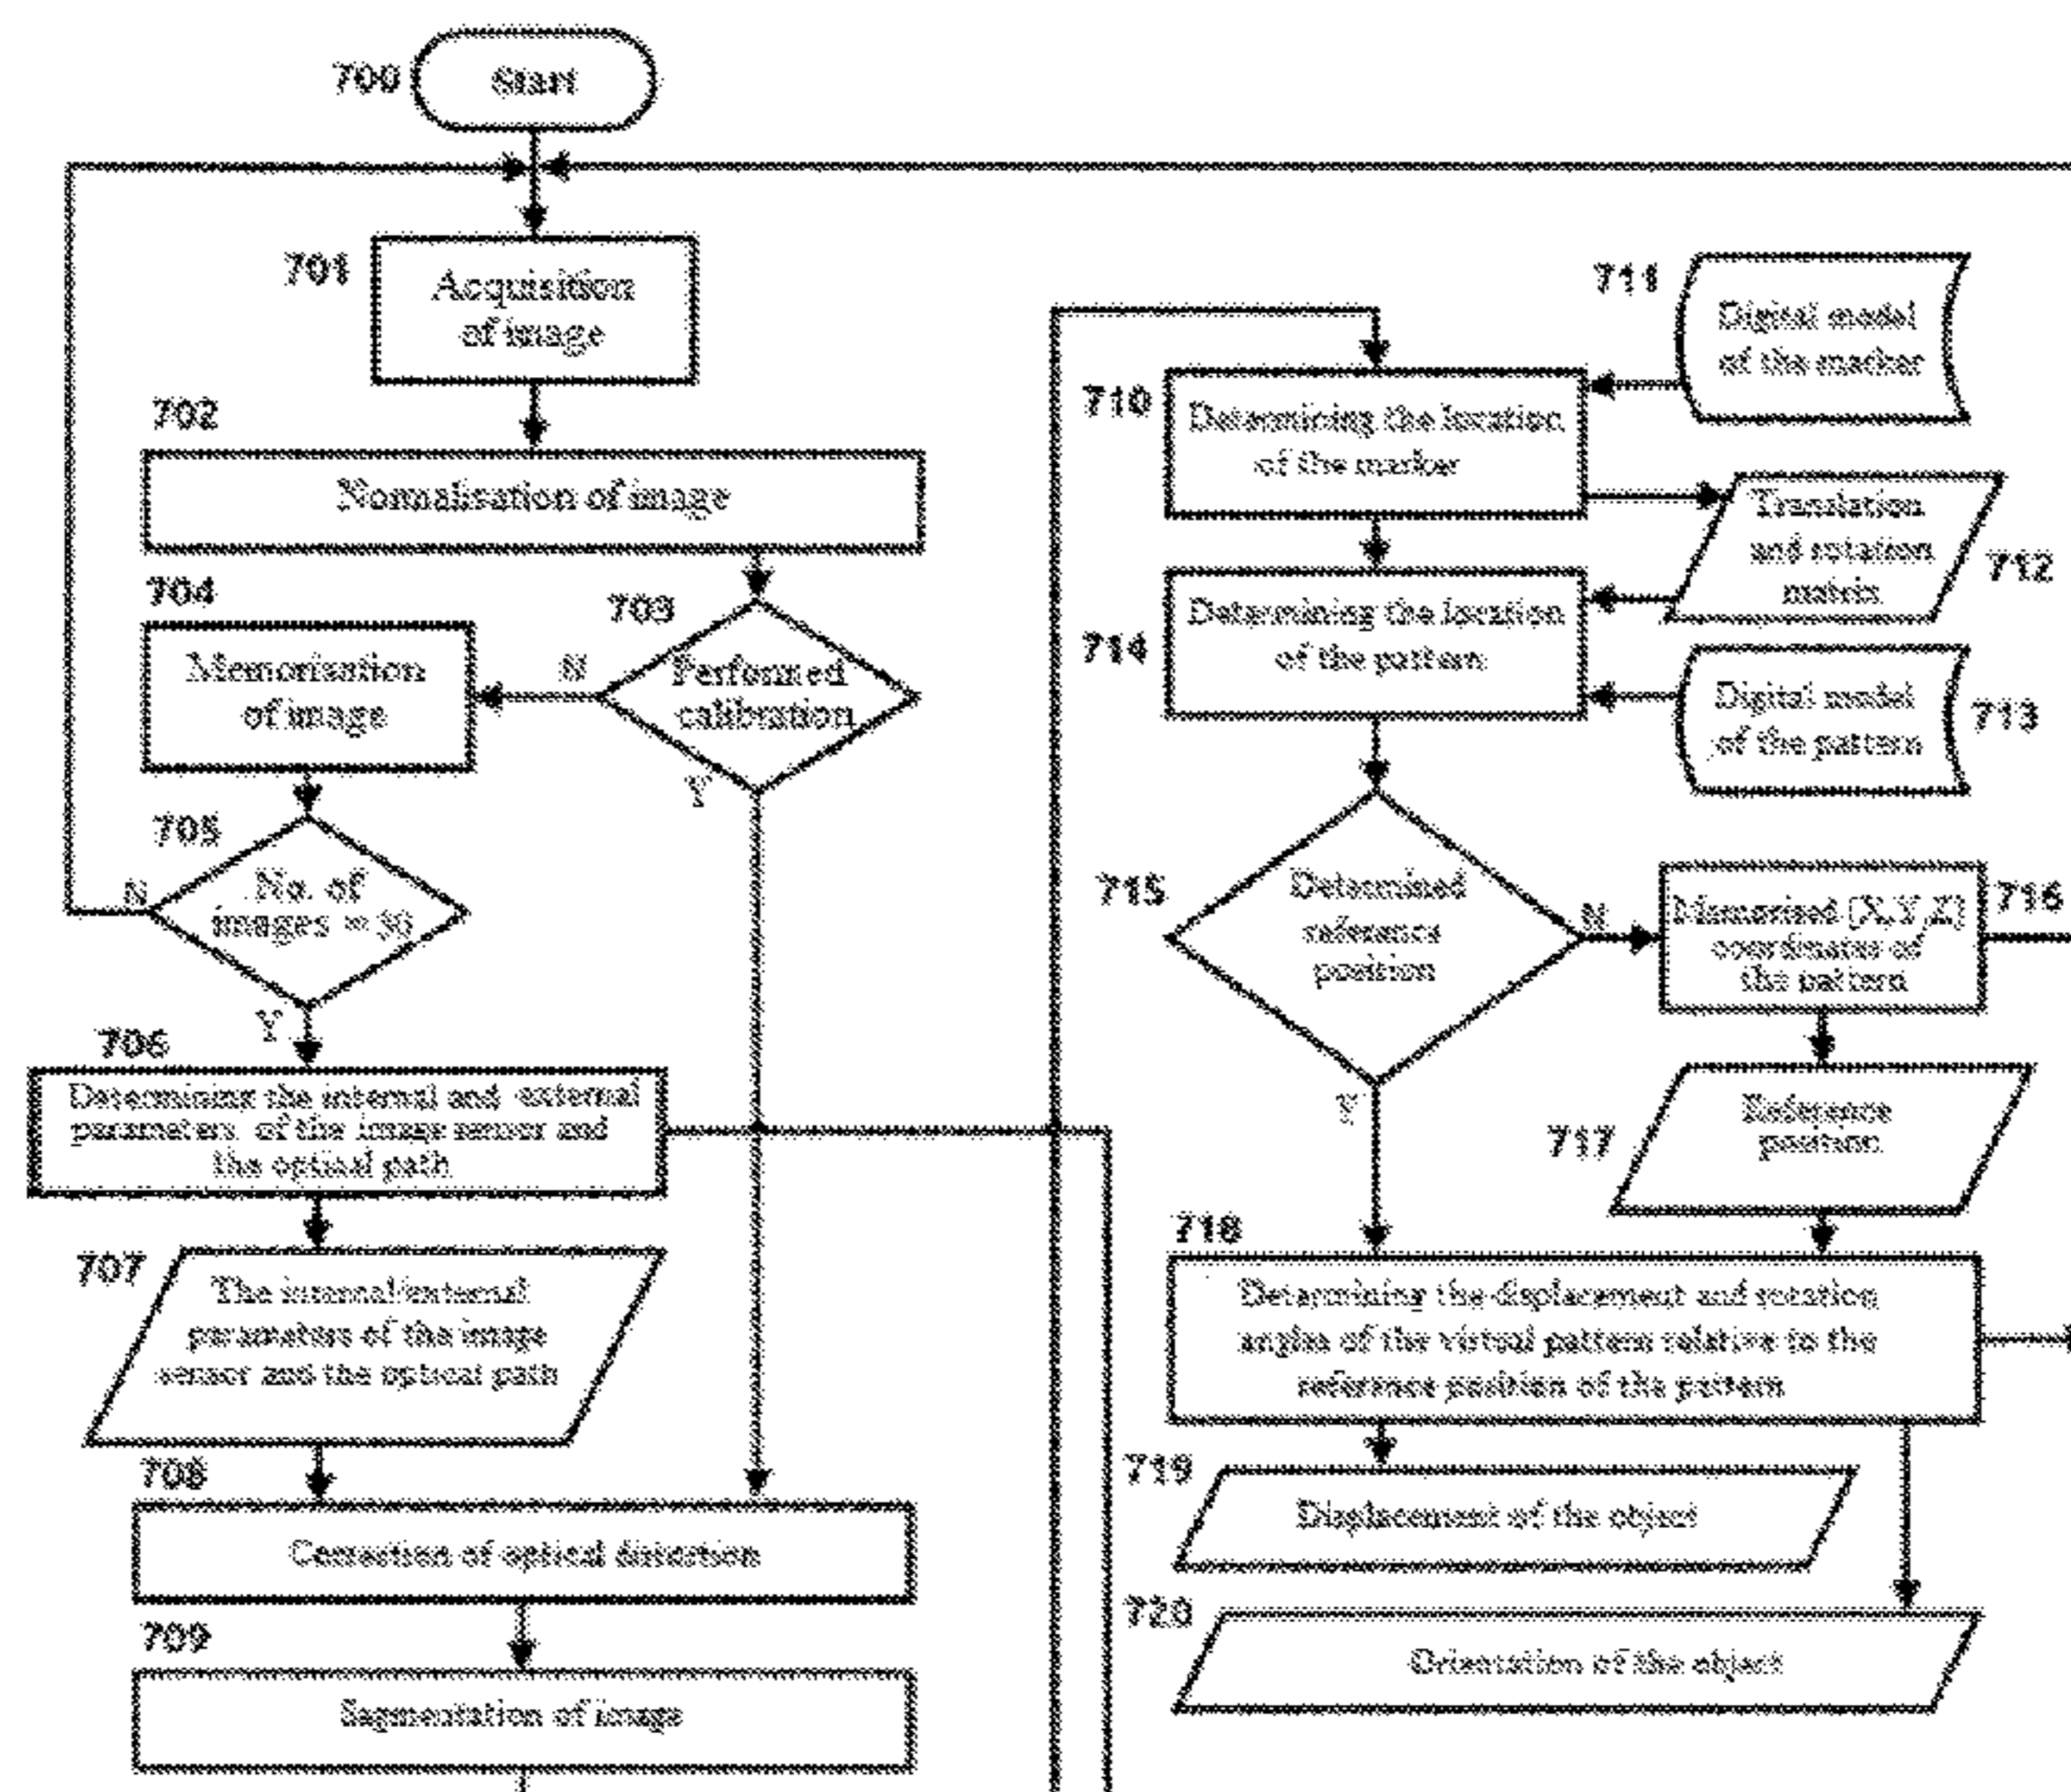 700
Start
701
Acquisition
of image
702
Normalisation of image
704
703
Memorisation
of image
N
Performed
calibration
Y
705
No. of
images = 30
N
Y
706
Determining the internal and external
parameters of the image sensor and
the optical path
707
The internal/external
parameters of the image
sensor and the optical path
708
Correction of optical distortion
709
Segmentation of image
711
Digital model
of the marker
710
Determining the location
of the marker
Translation
and rotation
matrix
712
714
Determining the location
of the pattern
Digital model
of the pattern
713
715
Determined
reference
position
N
Y
Memorised [X,Y,Z]
coordinates of
the pattern
716
717
Reference
position
718
Determining the displacement and rotation
angles of the virtual pattern relative to the
reference position of the pattern
719
Displacement of the object
720
Orientation of the object